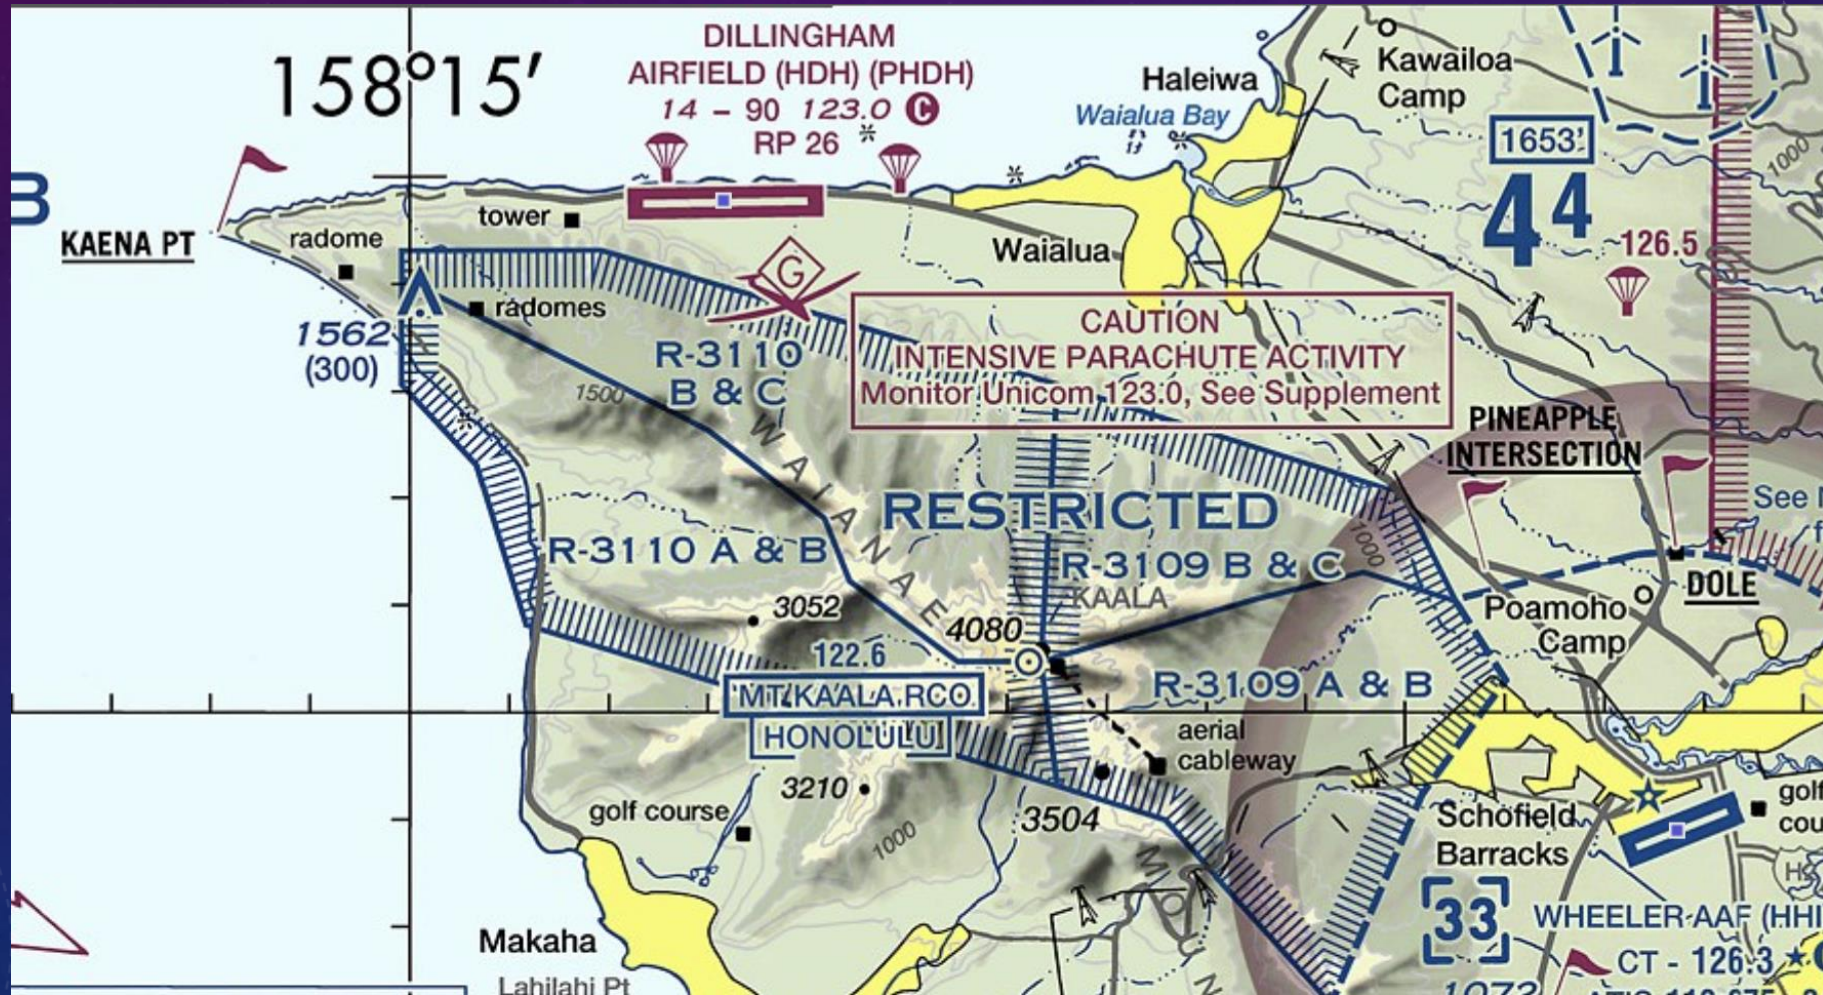 158°15'
DILLINGHAM
AIRFIELD (HDH) (PHDH)
14 – 90 123.0 C
RP 26
Haleiwa
Waialua Bay
Kawailoa
Camp
1653'
4 4
1000
126.5
B
KAENA PT
radome
tower
radomes
1562
(300)
G
Waialua
CAUTION
INTENSIVE PARACHUTE ACTIVITY
Monitor Unicom 123.0, See Supplement
R-3110
B & C
1500
WAIANAE
PINEAPPLE
INTERSECTION
See
RESTRICTED
R-3110 A & B
R-3109 B & C
1000
KAALA
DOLE
3052
4080
Poamoho
Camp
122.6
MT KAALA RCO
HONOLULU
R-3109 A & B
aerial
cableway
3210
3504
golf course
1000
Schofield
Barracks
golf
33
WHEELER AAF
CT - 126.3
Makaha
Lahilahi Pt